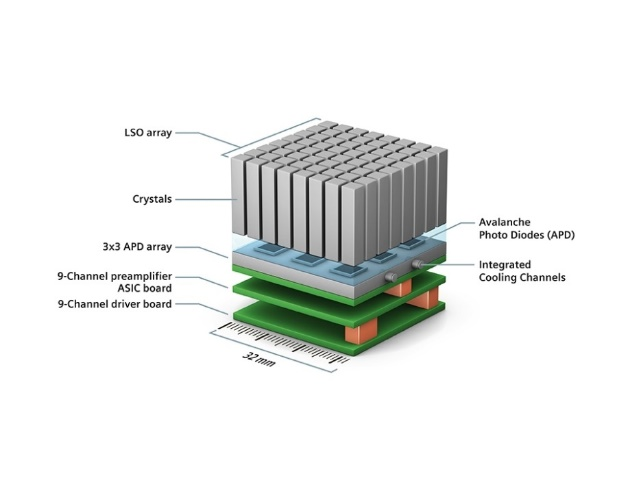 LSO array
Crystals
3x3 APD array
9-Channel preamplifier
ASIC board
9-Channel driver board
Avalanche
Photo Diodes (APD)
Integrated
Cooling Channels
32 mm